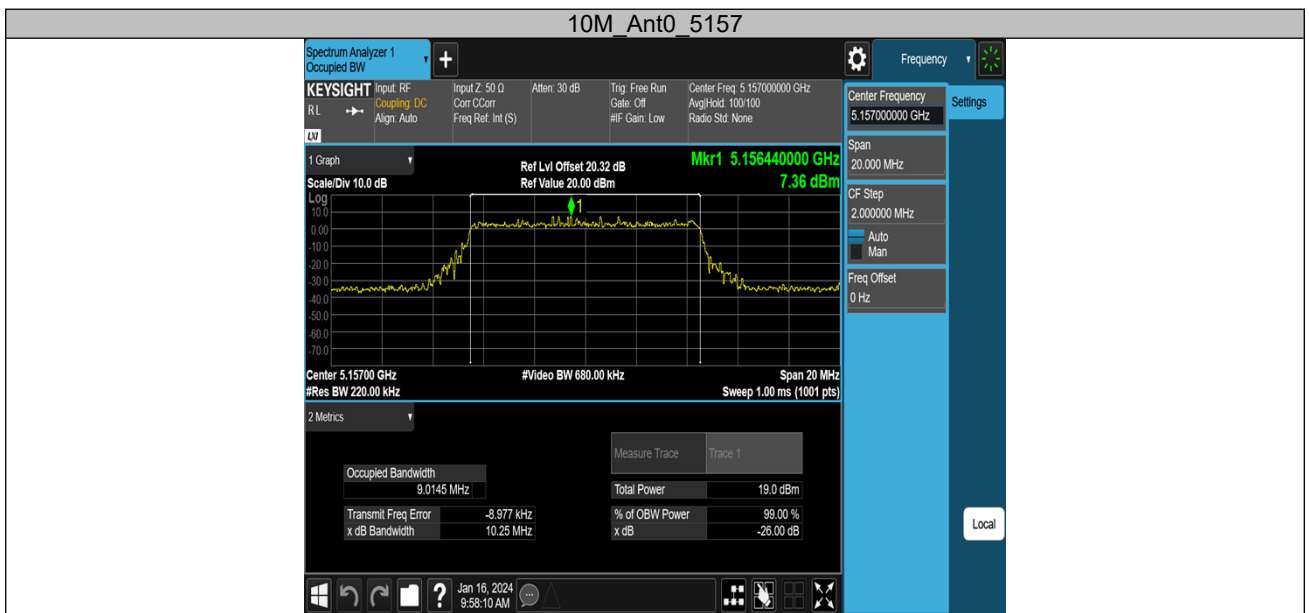 10M_Ant0_5157
Spectrum Analyzer 1
Occupied BW
+
Frequency
KEYSIGHT
RL
LXI
Input: RF
Coupling: DC
Align: Auto
Input Z: 50 Ω
Corr CCorr
Freq Ref: Int (S)
Atten: 30 dB
Trig: Free Run
Gate: Off
#IF Gain: Low
Center Freq: 5.157000000 GHz
Avg|Hold: 100/100
Radio Std: None
Center Frequency
5.157000000 GHz
Settings
Span
20.000 MHz
CF Step
2.000000 MHz
Auto
Man
Freq Offset
0 Hz
Local
1 Graph
Scale/Div 10.0 dB
Ref Lvl Offset 20.32 dB
Ref Value 20.00 dBm
Mkr1 5.156440000 GHz
7.36 dBm
Log
10.0
0.00
-10.0
-20.0
-30.0
-40.0
-50.0
-60.0
-70.0
1
Center 5.15700 GHz
#Res BW 220.00 kHz
#Video BW 680.00 kHz
Span 20 MHz
Sweep 1.00 ms (1001 pts)
2 Metrics
Measure Trace Trace 1
Occupied Bandwidth
9.0145 MHz
Total Power 19.0 dBm
Transmit Freq Error -8.977 kHz
% of OBW Power 99.00 %
x dB Bandwidth 10.25 MHz
x dB -26.00 dB
?
Jan 16, 2024
9:58:10 AM